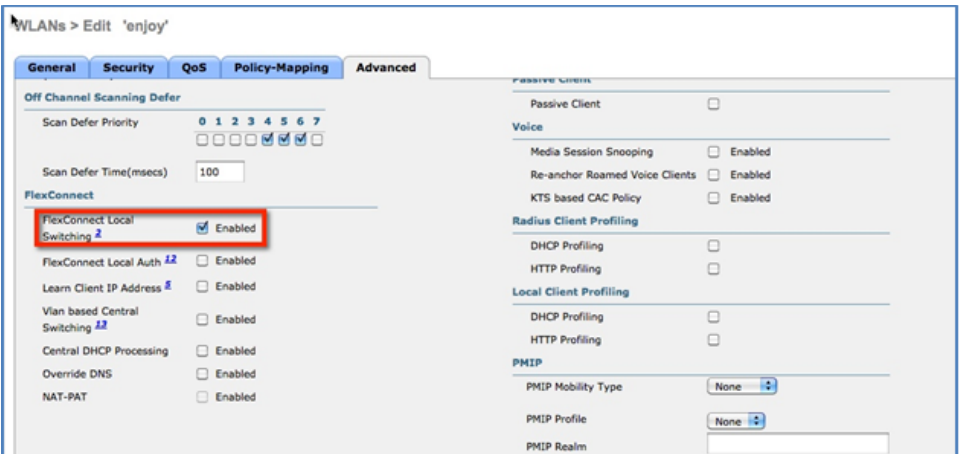 WLANs > Edit 'enjoy'
General Security QoS Policy-Mapping Advanced
Off Channel Scanning Defer
Scan Defer Priority 0 1 2 3 4 5 6 7
Scan Defer Time(msecs) 100
FlexConnect
FlexConnect Local
Switching 2 Enabled
FlexConnect Local Auth 12 Enabled
Learn Client IP Address 5 Enabled
Vlan based Central
Switching 13 Enabled
Central DHCP Processing Enabled
Override DNS Enabled
NAT-PAT Enabled
Passive Client
Passive Client
Voice
Media Session Snooping Enabled
Re-anchor Roamed Voice Clients Enabled
KTS based CAC Policy Enabled
Radius Client Profiling
DHCP Profiling
HTTP Profiling
Local Client Profiling
DHCP Profiling
HTTP Profiling
PMIP
PMIP Mobility Type None
PMIP Profile None
PMIP Realm